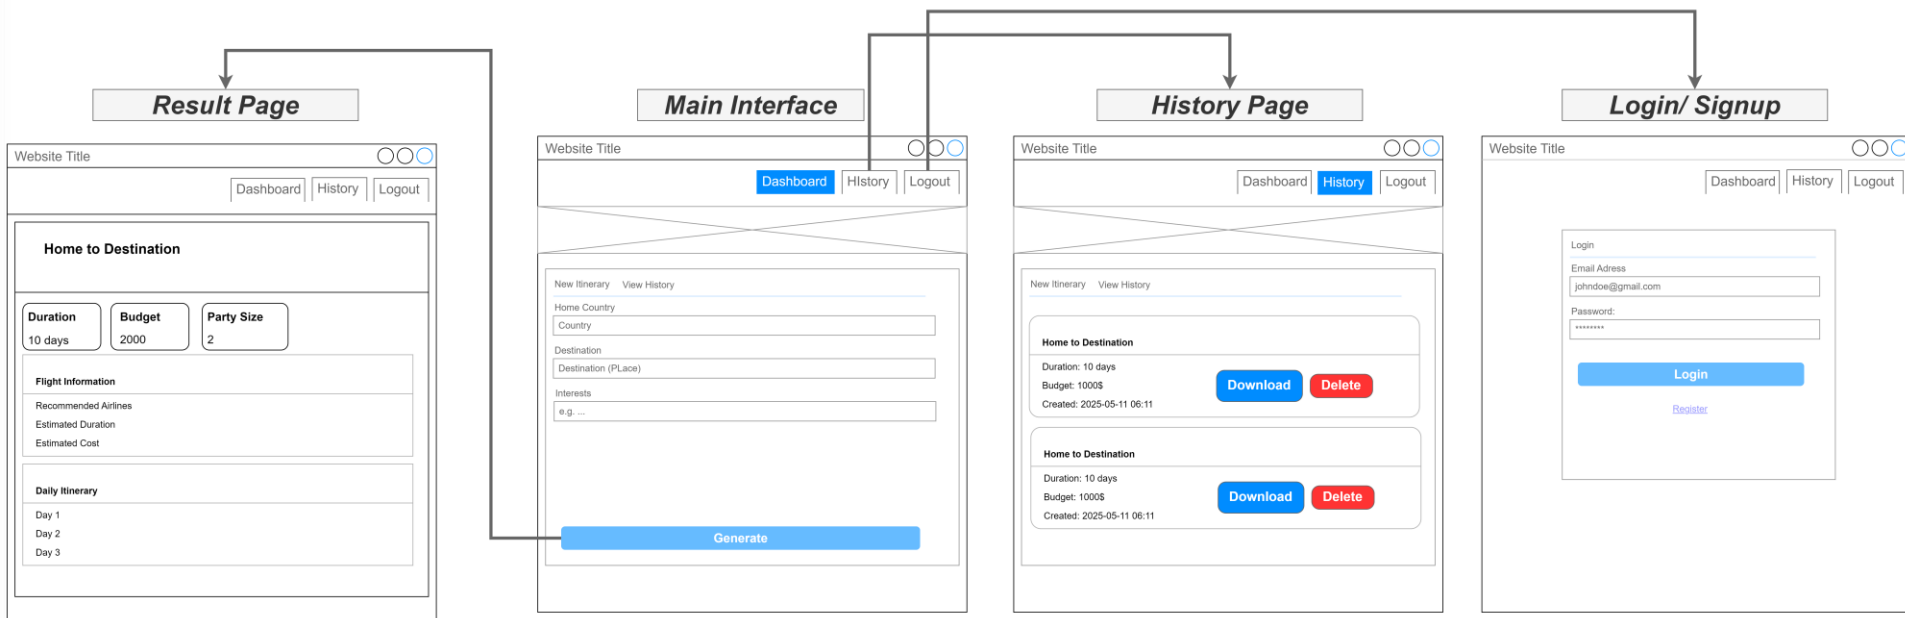 Result Page
Website Title
Dashboard History Logout
Home to Destination
Duration
10 days
Budget
2000
Party Size
2
Flight Information
Recommended Airlines
Estimated Duration
Estimated Cost
Daily Itinerary
Day 1
Day 2
Day 3
Main Interface
Website Title
Dashboard HIstory Logout
New Itinerary View History
Home Country
Country
Destination
Destination (PLace)
Interests
e.g. ...
Generate
History Page
Website Title
Dashboard History Logout
New Itinerary View History
Home to Destination
Duration: 10 days
Budget: 1000$
Created: 2025-05-11 06:11
Download Delete
Home to Destination
Duration: 10 days
Budget: 1000$
Created: 2025-05-11 06:11
Download Delete
Login/ Signup
Website Title
Dashboard History Logout
Login
Email Adress
johndoe@gmail.com
Password:
********
Login
Register